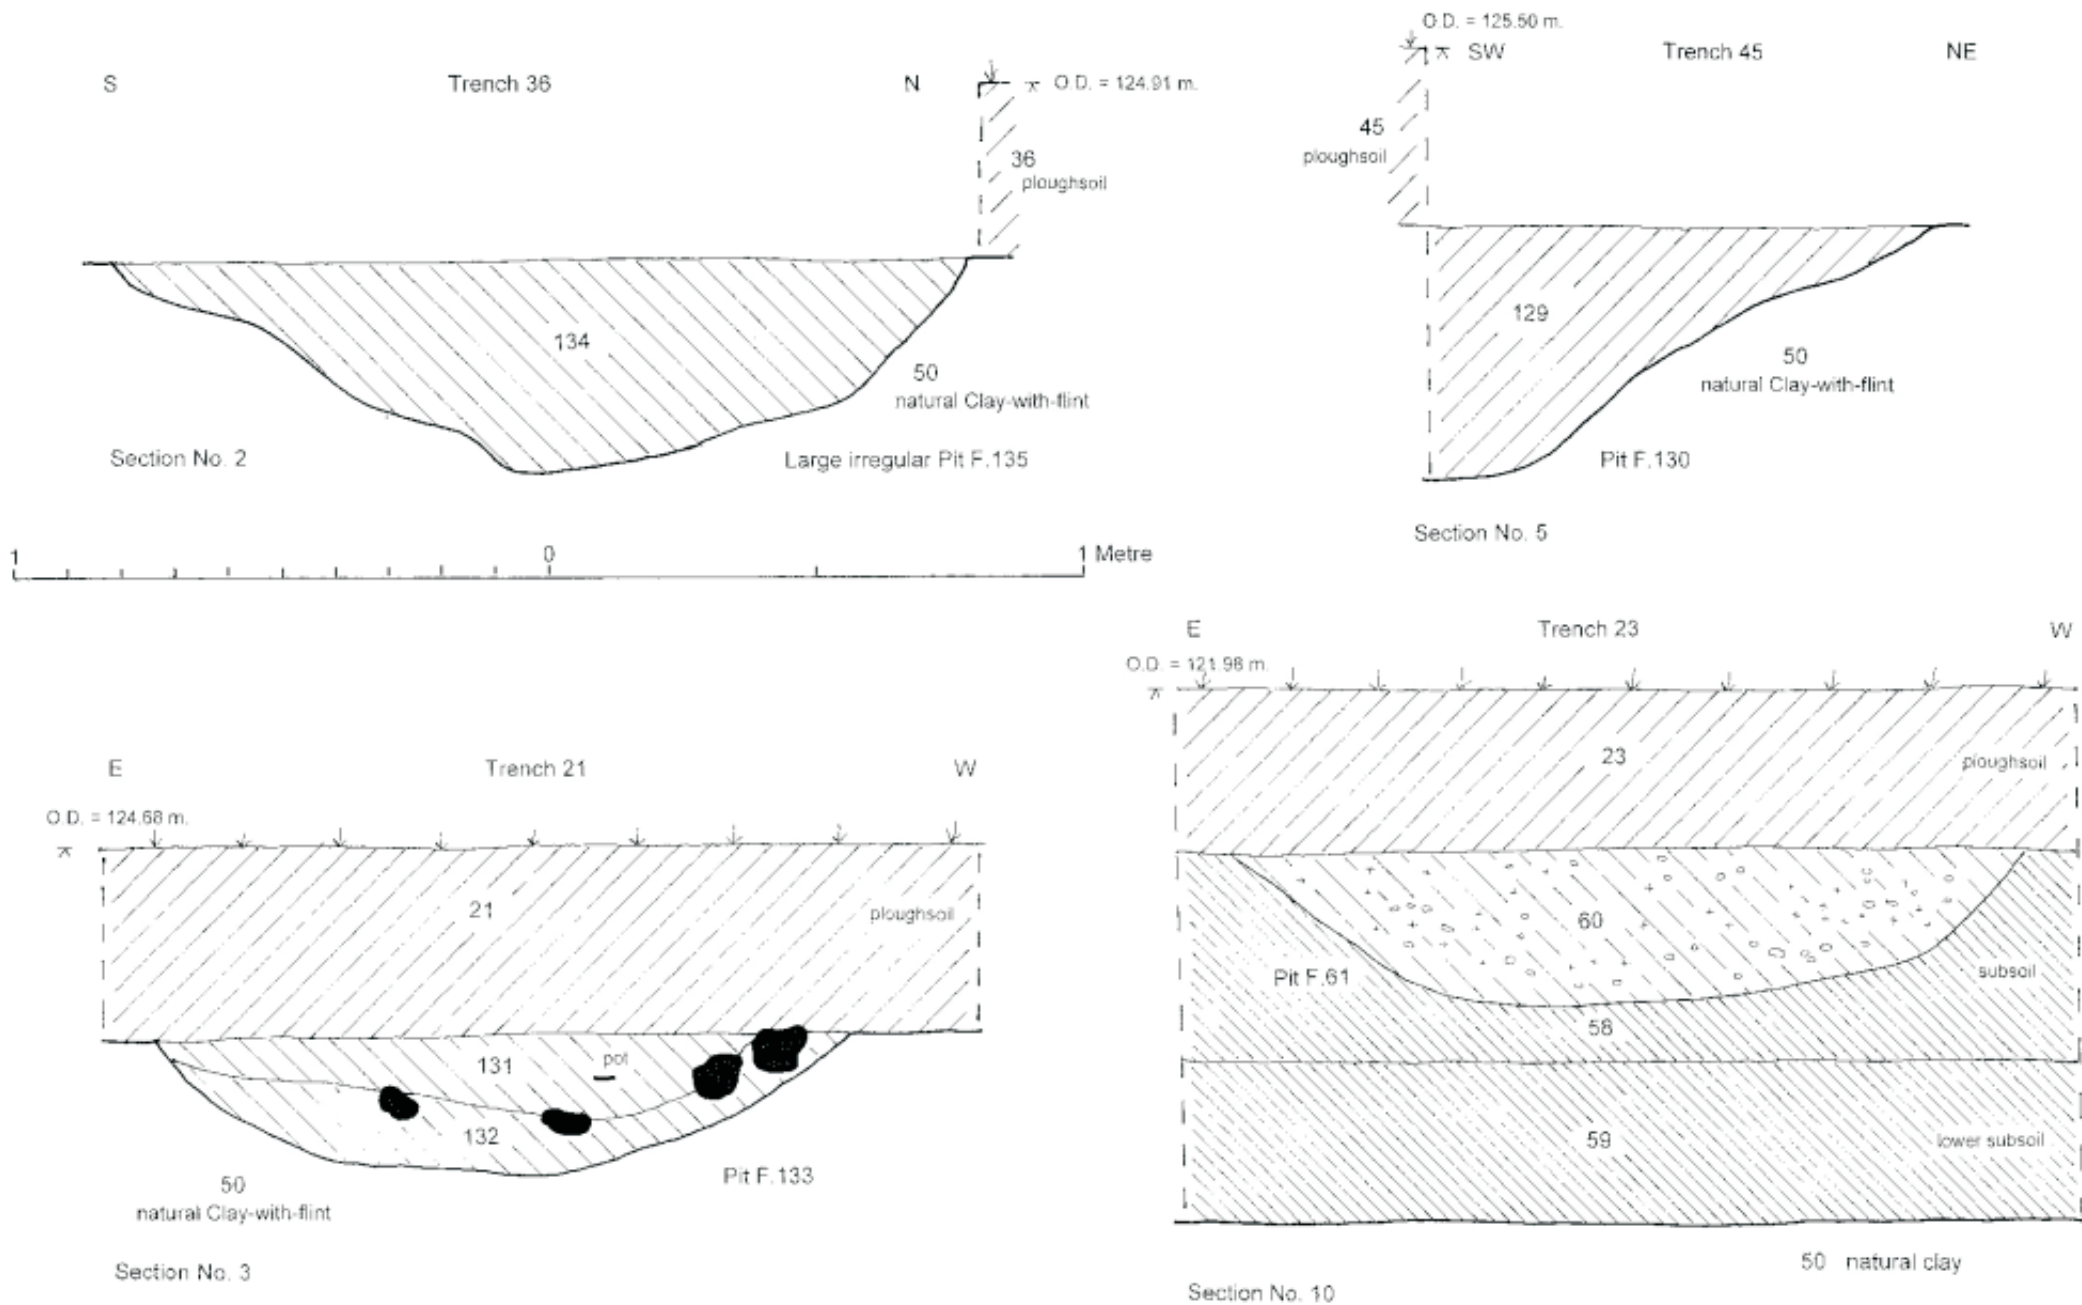 S Trench 36 N
O.D. = 124.91 m.
36
ploughsoil
134
50
natural Clay-with-flint
Section No. 2
Large irregular Pit F.135
O.D. = 125.50 m.
SW Trench 45 NE
45
ploughsoil
129
50
natural Clay-with-flint
Pit F.130
Section No. 5
1 0 1 Metre
E Trench 21 W
O.D. = 124.68 m.
21
ploughsoil
131
pot
132
Pit F.133
50
natural Clay-with-flint
Section No. 3
E Trench 23 W
O.D. = 121.98 m.
23
ploughsoil
60
Pit F.61
subsoil
58
59
lower subsoil
50 natural clay
Section No. 10